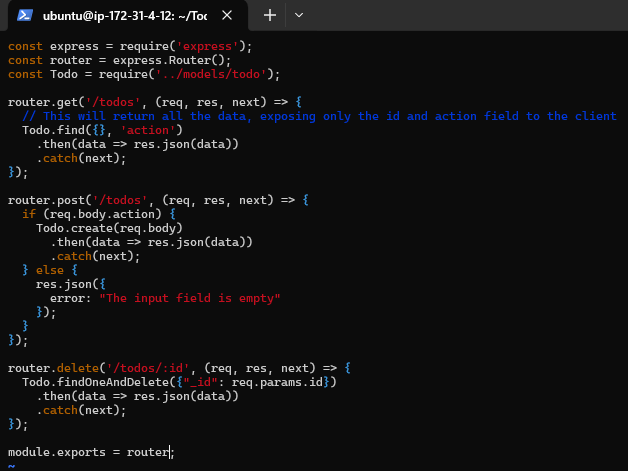 ubuntu@ip-172-31-4-12: ~/Toc
const express = require('express');
const router = express.Router();
const Todo = require('../models/todo');

router.get('/todos', (req, res, next) => {
  // This will return all the data, exposing only the id and action field to the client
  Todo.find({}, 'action')
    .then(data => res.json(data))
    .catch(next);
});

router.post('/todos', (req, res, next) => {
  if (req.body.action) {
    Todo.create(req.body)
      .then(data => res.json(data))
      .catch(next);
  } else {
    res.json({
      error: "The input field is empty"
    });
  }
});

router.delete('/todos/:id', (req, res, next) => {
  Todo.findOneAndDelete({"_id": req.params.id})
    .then(data => res.json(data))
    .catch(next);
});

module.exports = router;
~